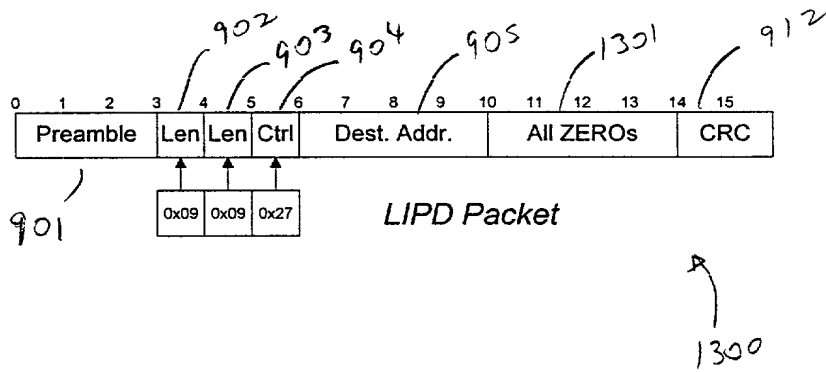 902 903 904 905 1301 912
0 1 2 3 4 5 6 7 8 9 10 11 12 13 14 15
Preamble Len Len Ctrl Dest. Addr. All ZEROs CRC
0x09 0x09 0x27
LIPD Packet
901
1300